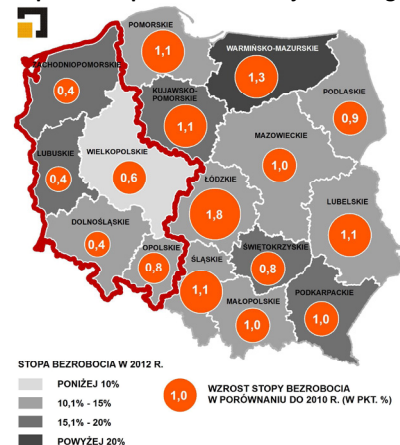 POMORSKIE
1,1
WARMIŃSKO-MAZURSKIE
1,3
ZACHODNIOPOMORSKIE
0,4
KUJAWSKO-
POMORSKIE
1,1
PODLASKIE
0,9
MAZOWIECKIE
1,0
LUBUSKIE
0,4
WIELKOPOLSKIE
0,6
ŁÓDZKIE
1,8
LUBELSKIE
1,1
DOLNOŚLĄSKIE
0,4
OPOLSKIE
0,8
ŚLĄSKIE
1,1
ŚWIĘTOKRZYSKIE
0,8
MAŁOPOLSKIE
1,0
PODKARPACKIE
1,0
STOPA BEZROBOCIA W 2012 R.
PONIŻEJ 10%
10,1% - 15%
15,1% - 20%
POWYŻEJ 20%
1,0
WZROST STOPY BEZROBOCIA
W PORÓWNANIU DO 2010 R. (W PKT. %)